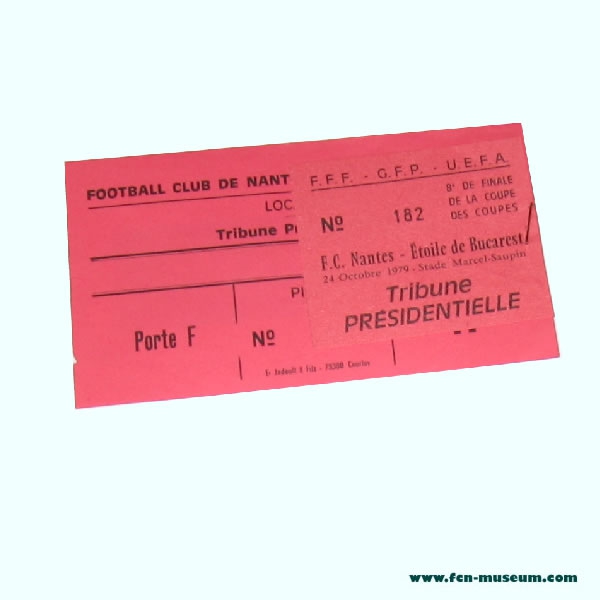 FOOTBALL CLUB DE NANT
LOC
Tribune P
P
Porte F
Nº
F.F.F. - G.F.P. - U.E.F.A.
Nº 182
8e DE FINALE
DE LA COUPE
DES COUPES
F.C. Nantes - Étoile de Bucarest
24 Octobre 1979 - Stade Marcel-Saupin
Tribune
PRÉSIDENTIELLE
www.fcn-museum.com